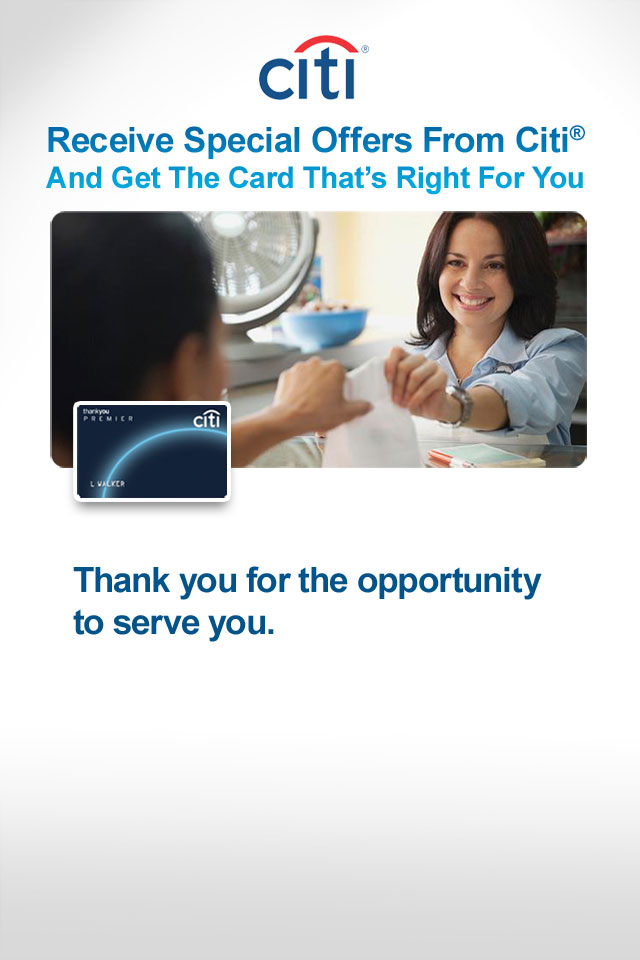 citi®
Receive Special Offers From Citi®
And Get The Card That’s Right For You
thankyou
PREMIER
citi
L WALKER
Thank you for the opportunity
to serve you.